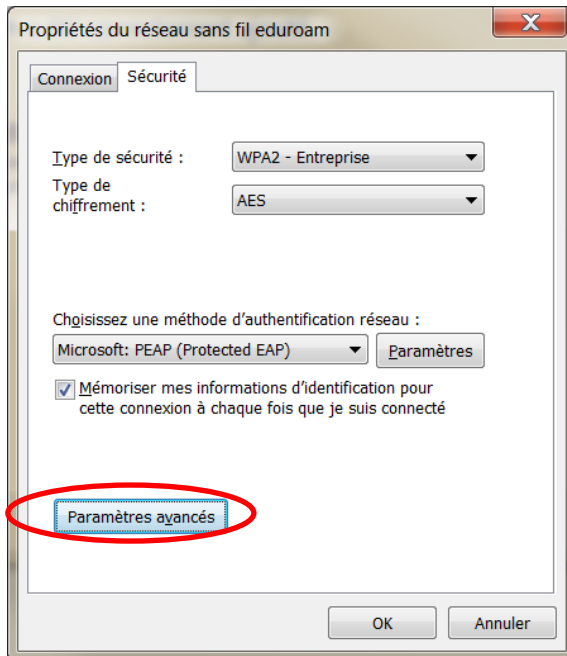 Propriétés du réseau sans fil eduroam
Connexion
Sécurité
Type de sécurité :
WPA2 - Entreprise
Type de
chiffrement :
AES
Choisissez une méthode d'authentification réseau :
Microsoft: PEAP (Protected EAP)
Paramètres
Mémoriser mes informations d'identification pour
cette connexion à chaque fois que je suis connecté
Paramètres avancés
OK
Annuler